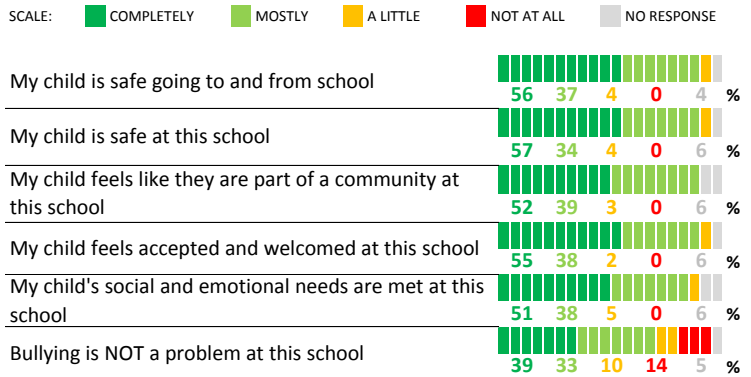 SCALE: COMPLETELY MOSTLY A LITTLE NOT AT ALL NO RESPONSE
My child is safe going to and from school
56 37 4 0 4 %
My child is safe at this school
57 34 4 0 6 %
My child feels like they are part of a community at
this school
52 39 3 0 6 %
My child feels accepted and welcomed at this school
55 38 2 0 6 %
My child's social and emotional needs are met at this
school
51 38 5 0 6 %
Bullying is NOT a problem at this school
39 33 10 14 5 %